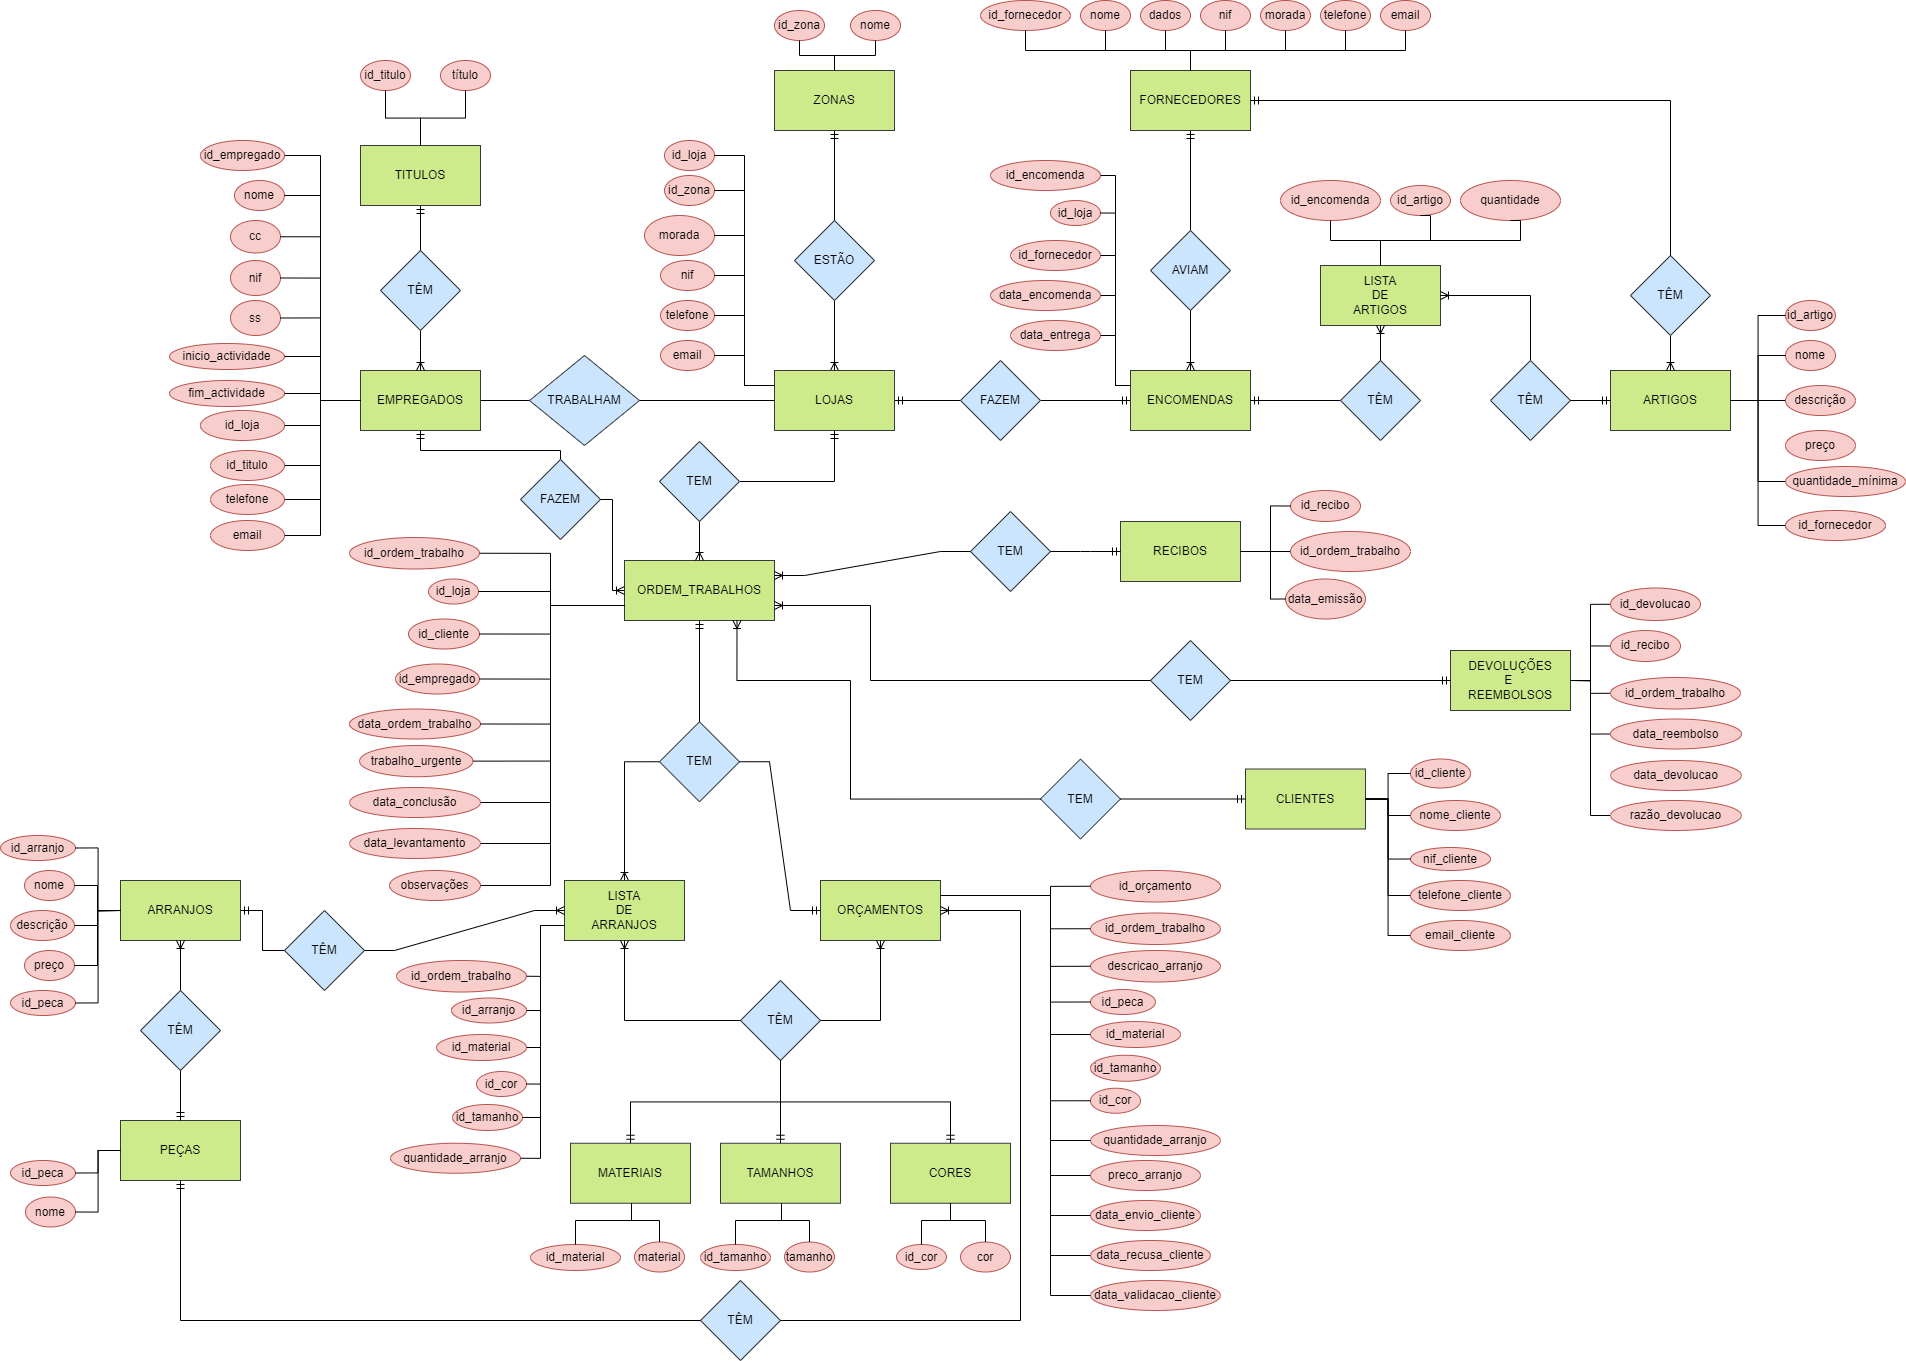 id_fornecedor
nome
dados
nif
morada
telefone
email
id_zona
nome
ZONAS
FORNECEDORES
id_titulo
título
TITULOS
id_empregado
nome
cc
nif
ss
inicio_actividade
fim_actividade
id_loja
id_titulo
telefone
email
TÊM
EMPREGADOS
TRABALHAM
id_loja
id_zona
morada
nif
telefone
email
ESTÃO
LOJAS
FAZEM
id_encomenda
id_loja
id_fornecedor
data_encomenda
data_entrega
AVIAM
ENCOMENDAS
id_encomenda
id_artigo
quantidade
LISTA
DE
ARTIGOS
TÊM
TÊM
TÊM
ARTIGOS
id_artigo
nome
descrição
preço
quantidade_mínima
id_fornecedor
FAZEM
TEM
ORDEM_TRABALHOS
id_ordem_trabalho
id_loja
id_cliente
id_empregado
data_ordem_trabalho
trabalho_urgente
data_conclusão
data_levantamento
observações
TEM
RECIBOS
id_recibo
id_ordem_trabalho
data_emissão
TEM
DEVOLUÇÕES
E
REEMBOLSOS
id_devolucao
id_recibo
id_ordem_trabalho
data_reembolso
data_devolucao
razão_devolucao
TEM
TEM
CLIENTES
id_cliente
nome_cliente
nif_cliente
telefone_cliente
email_cliente
id_arranjo
nome
descrição
preço
id_peca
ARRANJOS
TÊM
LISTA
DE
ARRANJOS
id_ordem_trabalho
id_arranjo
id_material
id_cor
id_tamanho
quantidade_arranjo
ORÇAMENTOS
id_orçamento
id_ordem_trabalho
descricao_arranjo
id_peca
id_material
id_tamanho
id_cor
quantidade_arranjo
preco_arranjo
data_envio_cliente
data_recusa_cliente
data_validacao_cliente
TÊM
TÊM
PEÇAS
id_peca
nome
MATERIAIS
TAMANHOS
CORES
id_material
material
id_tamanho
tamanho
id_cor
cor
TÊM